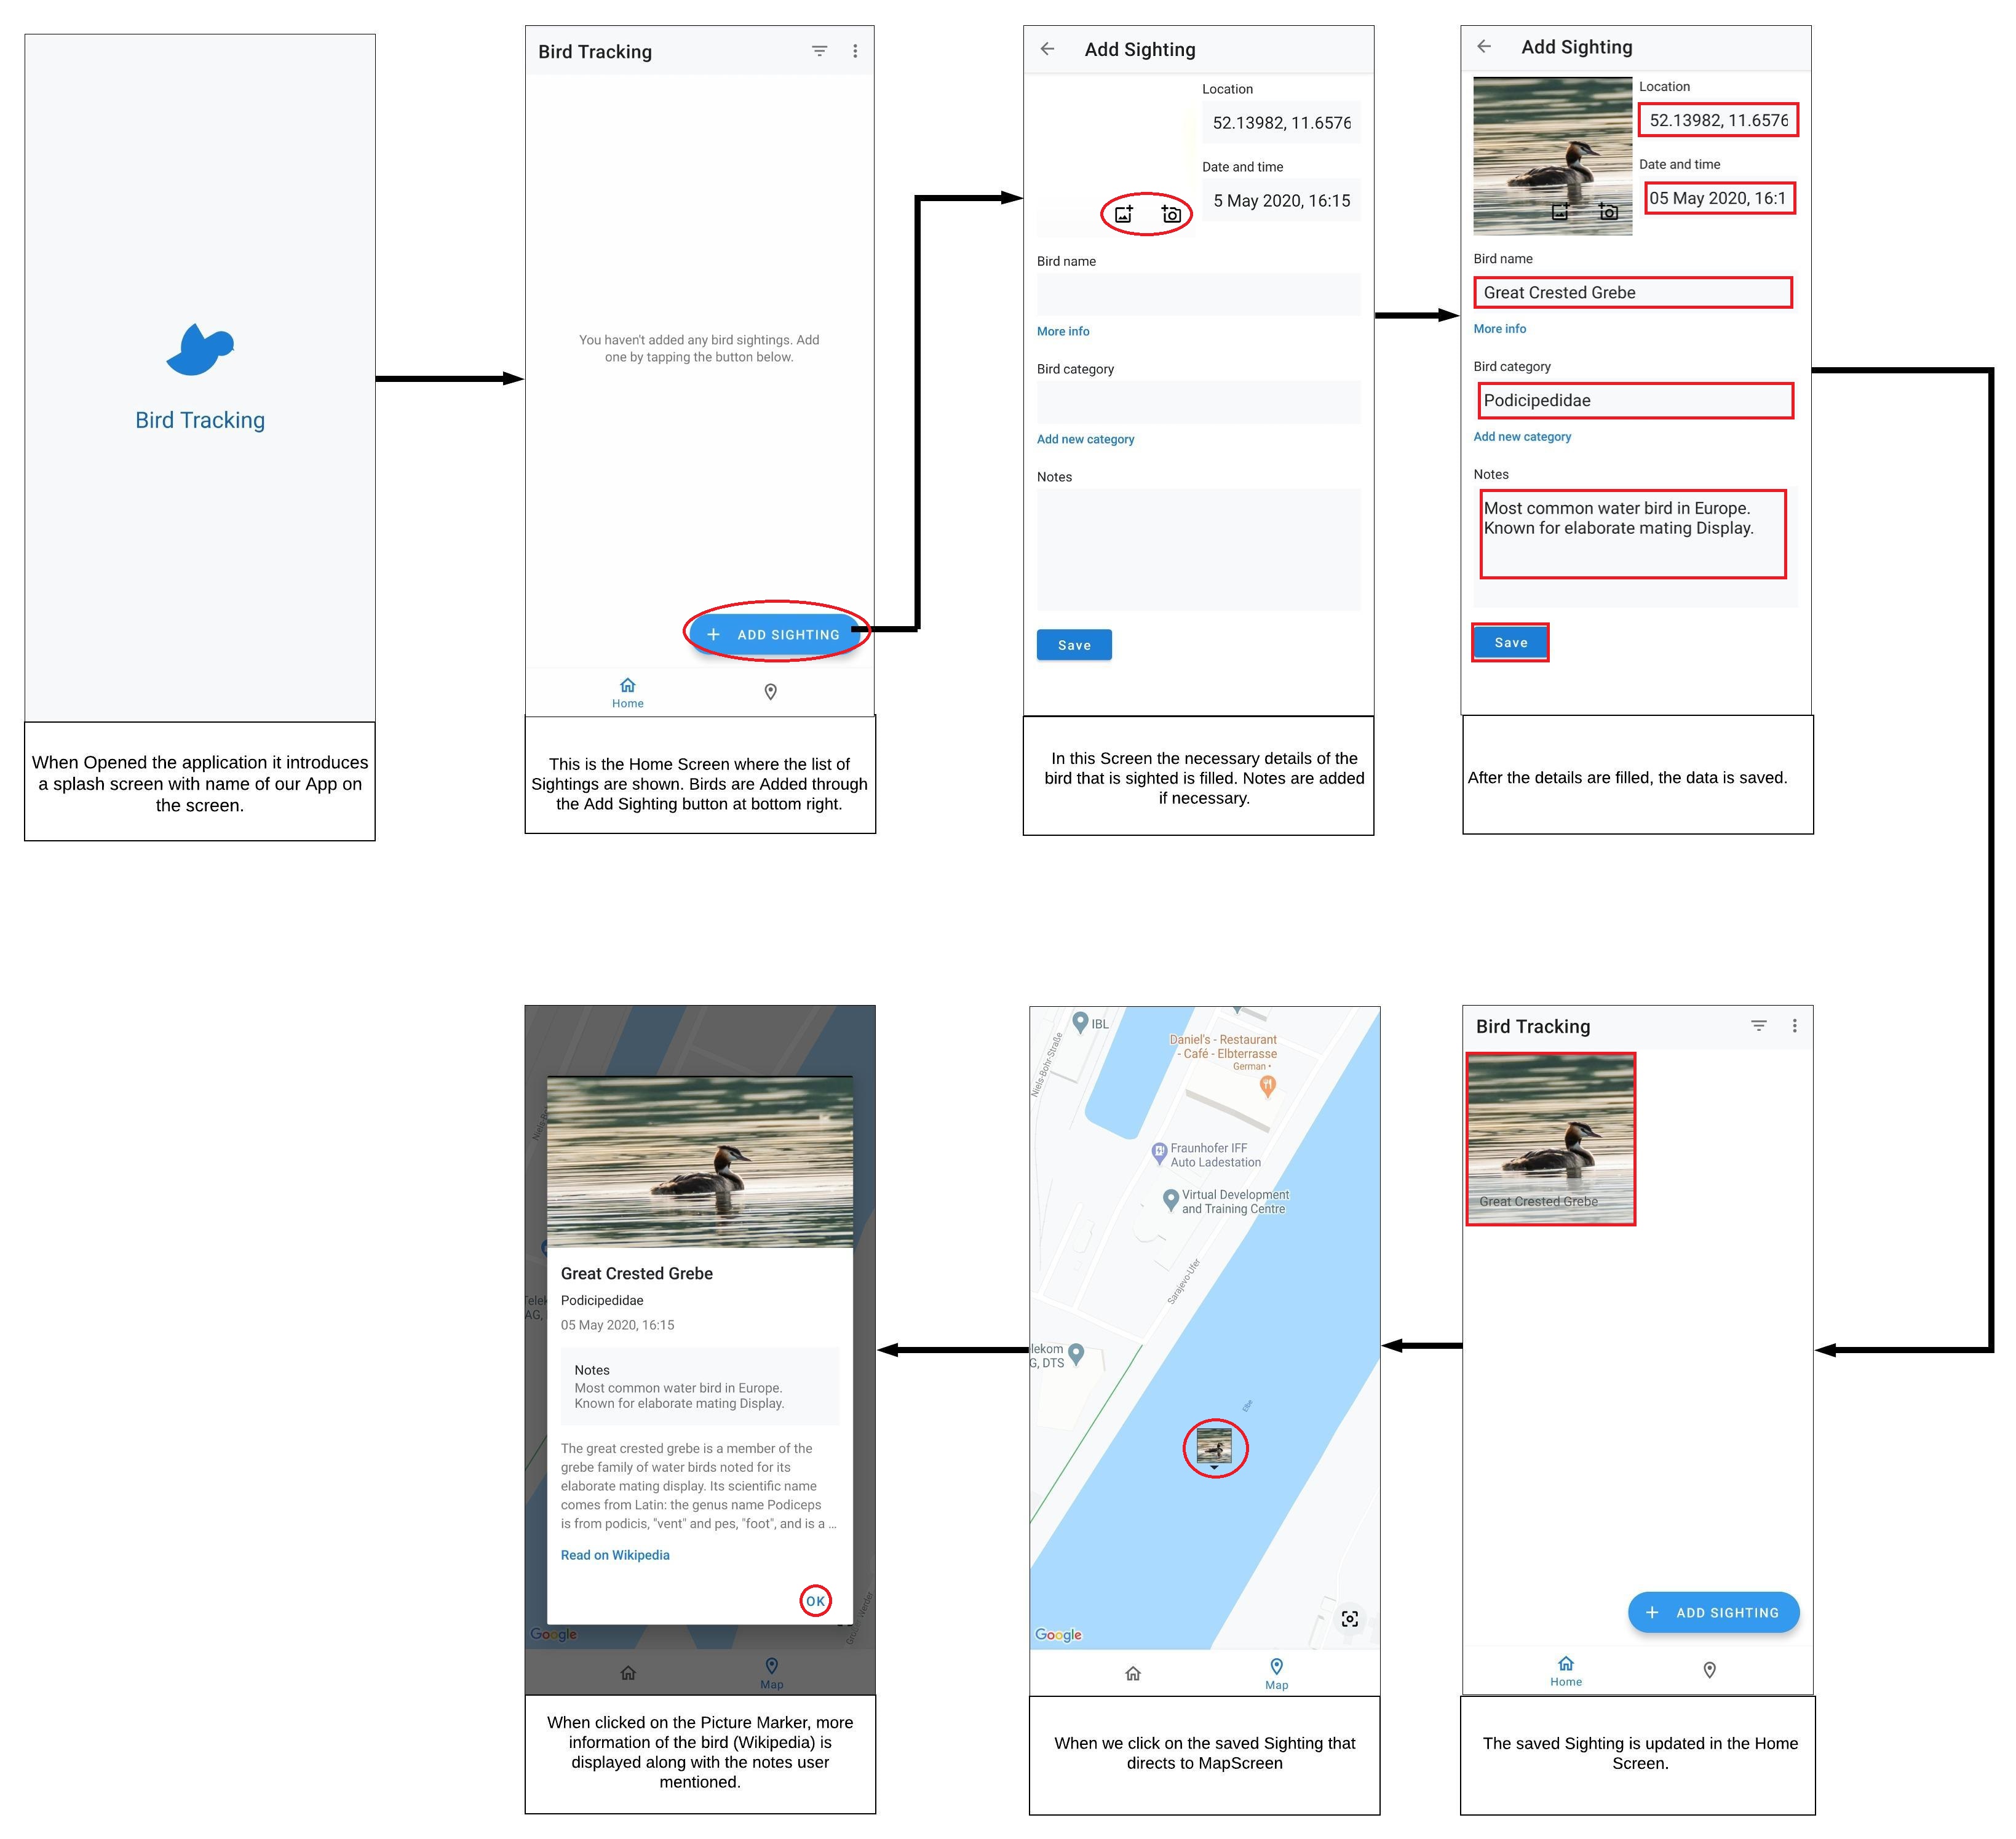 Bird Tracking
When Opened the application it introduces
a splash screen with name of our App on
the screen.
Bird Tracking
You haven't added any bird sightings. Add
one by tapping the button below.
ADD SIGHTING
Home
This is the Home Screen where the list of
Sightings are shown. Birds are Added through
the Add Sighting button at bottom right.
Add Sighting
Location
52.13982, 11.6576
Date and time
5 May 2020, 16:15
Bird name
More info
Bird category
Add new category
Notes
Save
In this Screen the necessary details of the
bird that is sighted is filled. Notes are added
if necessary.
Add Sighting
Location
52.13982, 11.6576
Date and time
05 May 2020, 16:1
Bird name
Great Crested Grebe
More info
Bird category
Podicipedidae
Add new category
Notes
Most common water bird in Europe.
Known for elaborate mating Display.
Save
After the details are filled, the data is saved.
Bird Tracking
Great Crested Grebe
ADD SIGHTING
Home
The saved Sighting is updated in the Home
Screen.
IBL
Niels-Bohr-Straße
Daniel's - Restaurant
- Café - Elbterrasse
German •
Fraunhofer IFF
Auto Ladestation
Virtual Development
and Training Centre
Sarajevo-Ufer
lekom
G, DTS
Elbe
Google
Map
When we click on the saved Sighting that
directs to MapScreen
Telek
AG,
Great Crested Grebe
Podicipedidae
05 May 2020, 16:15
Notes
Most common water bird in Europe.
Known for elaborate mating Display.
The great crested grebe is a member of the
grebe family of water birds noted for its
elaborate mating display. Its scientific name
comes from Latin: the genus name Podiceps
is from podicis, "vent" and pes, "foot", and is a ...
Read on Wikipedia
OK
Google
Map
When clicked on the Picture Marker, more
information of the bird (Wikipedia) is
displayed along with the notes user
mentioned.